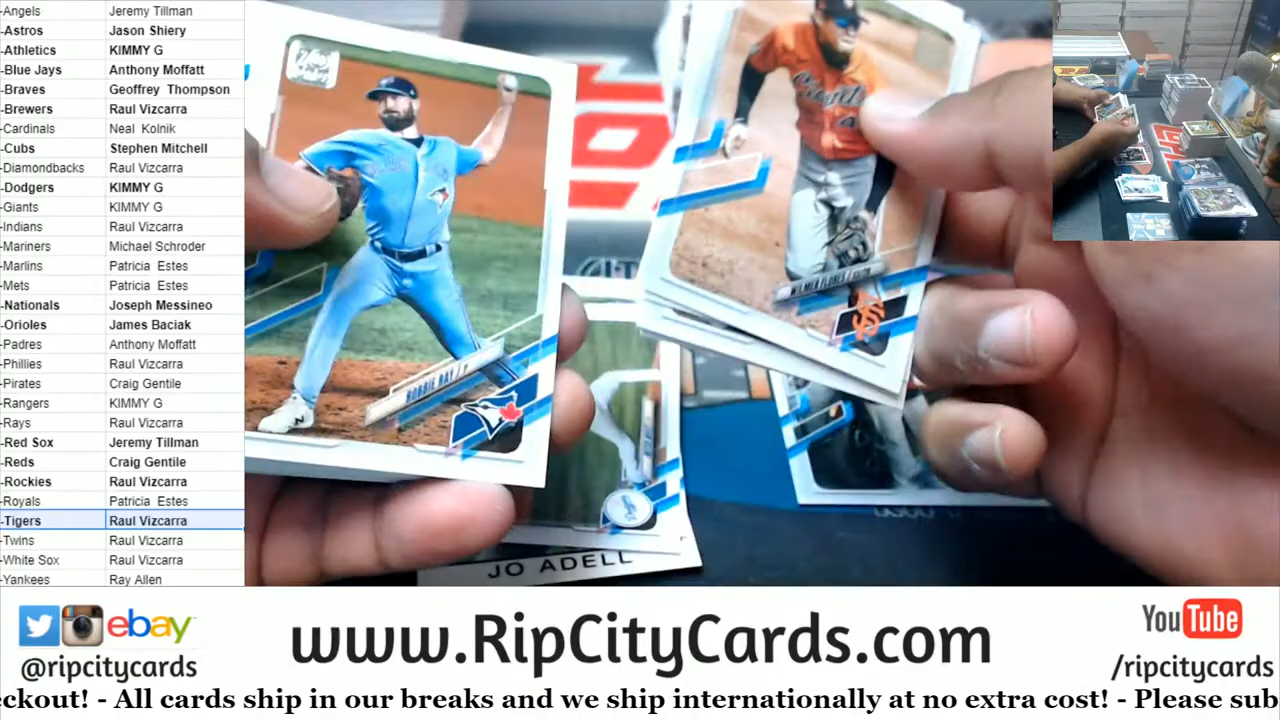 -Angels Jeremy Tillman
-Astros Jason Shiery
-Athletics KIMMY G
-Blue Jays Anthony Moffatt
-Braves Geoffrey Thompson
-Brewers Raul Vizcarra
-Cardinals Neal Kolnik
-Cubs Stephen Mitchell
-Diamondbacks Raul Vizcarra
-Dodgers KIMMY G
-Giants KIMMY G
-Indians Raul Vizcarra
-Mariners Michael Schroder
-Marlins Patricia Estes
-Mets Patricia Estes
-Nationals Joseph Messineo
-Orioles James Baciak
-Padres Anthony Moffatt
-Phillies Raul Vizcarra
-Pirates Craig Gentile
-Rangers KIMMY G
-Rays Raul Vizcarra
-Red Sox Jeremy Tillman
-Reds Craig Gentile
-Rockies Raul Vizcarra
-Royals Patricia Estes
-Tigers Raul Vizcarra
-Twins Raul Vizcarra
-White Sox Raul Vizcarra
-Yankees Ray Allen
ROBBIE RAY / P
WILMER FLORES
SF
JO ADELL
ebay
@ripcitycards
www.RipCityCards.com
YouTube
/ripcitycards
eckout! - All cards ship in our breaks and we ship internationally at no extra cost! - Please sub